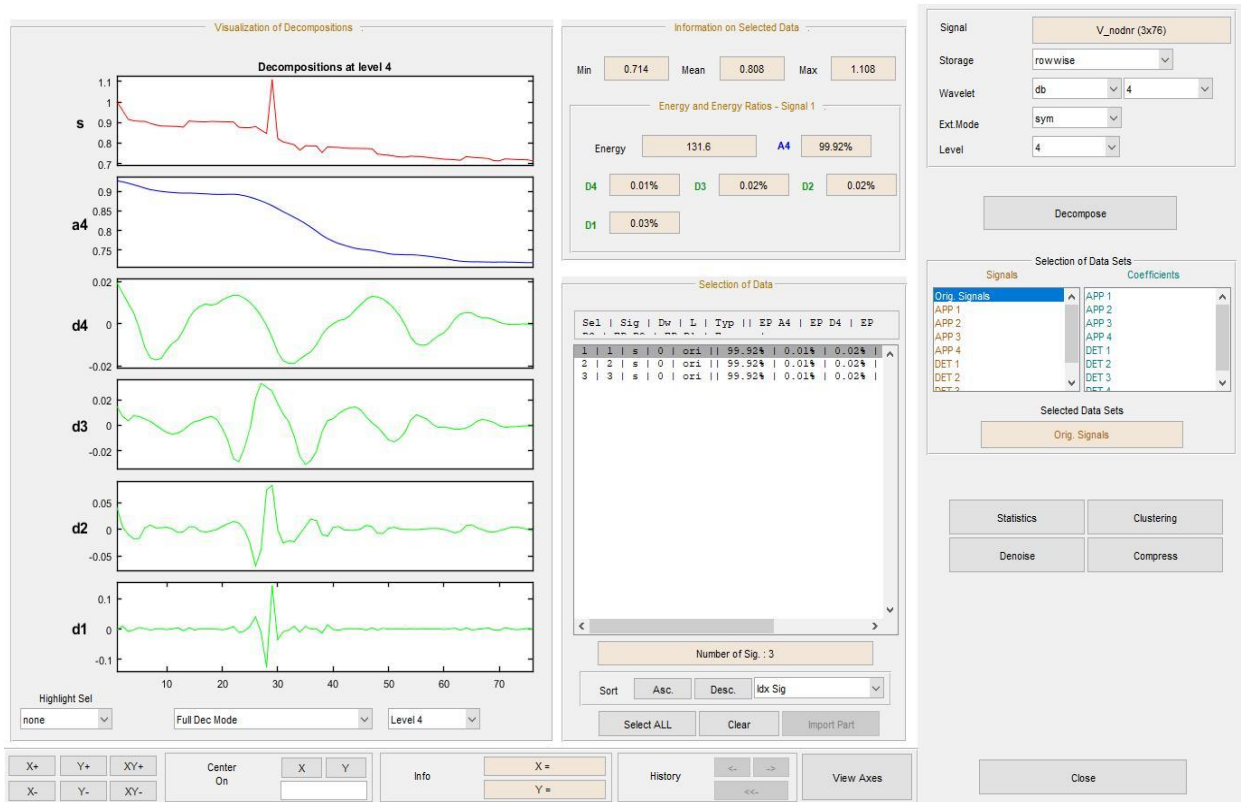 Visualization of Decompositions :
Decompositions at level 4
s
1.1
1
0.9
0.8
0.7
a4
0.9
0.85
0.8
0.75
d4
0.02
0
-0.02
d3
0.02
0
-0.02
d2
0.05
0
-0.05
d1
0.1
0
-0.1
10 20 30 40 50 60 70
Highlight Sel
none
Full Dec Mode
Level 4
Information on Selected Data :
Min 0.714 Mean 0.808 Max 1.108
Energy and Energy Ratios - Signal 1 :
Energy 131.6 A4 99.92%
D4 0.01% D3 0.02% D2 0.02%
D1 0.03%
Selection of Data
Sel | Sig | Dw | L | Typ || EP A4 | EP D4 | EP
1 | 1 | s | 0 | ori || 99.92% | 0.01% | 0.02% |
2 | 2 | s | 0 | ori || 99.92% | 0.01% | 0.02% |
3 | 3 | s | 0 | ori || 99.92% | 0.01% | 0.02% |
Number of Sig. : 3
Sort Asc. Desc. Idx Sig
Select ALL Clear Import Part
Signal V_nodnr (3x76)
Storage rowwise
Wavelet db 4
Ext.Mode sym
Level 4
Decompose
Selection of Data Sets
Signals
Orig. Signals
APP 1
APP 2
APP 3
APP 4
DET 1
DET 2
DET 3
Coefficients
APP 1
APP 2
APP 3
APP 4
DET 1
DET 2
DET 3
DET 4
Selected Data Sets
Orig. Signals
Statistics Clustering
Denoise Compress
X+ Y+ XY+
X- Y- XY-
Center
On
X Y
Info
X =
Y =
History
<- ->
<<-
View Axes
Close